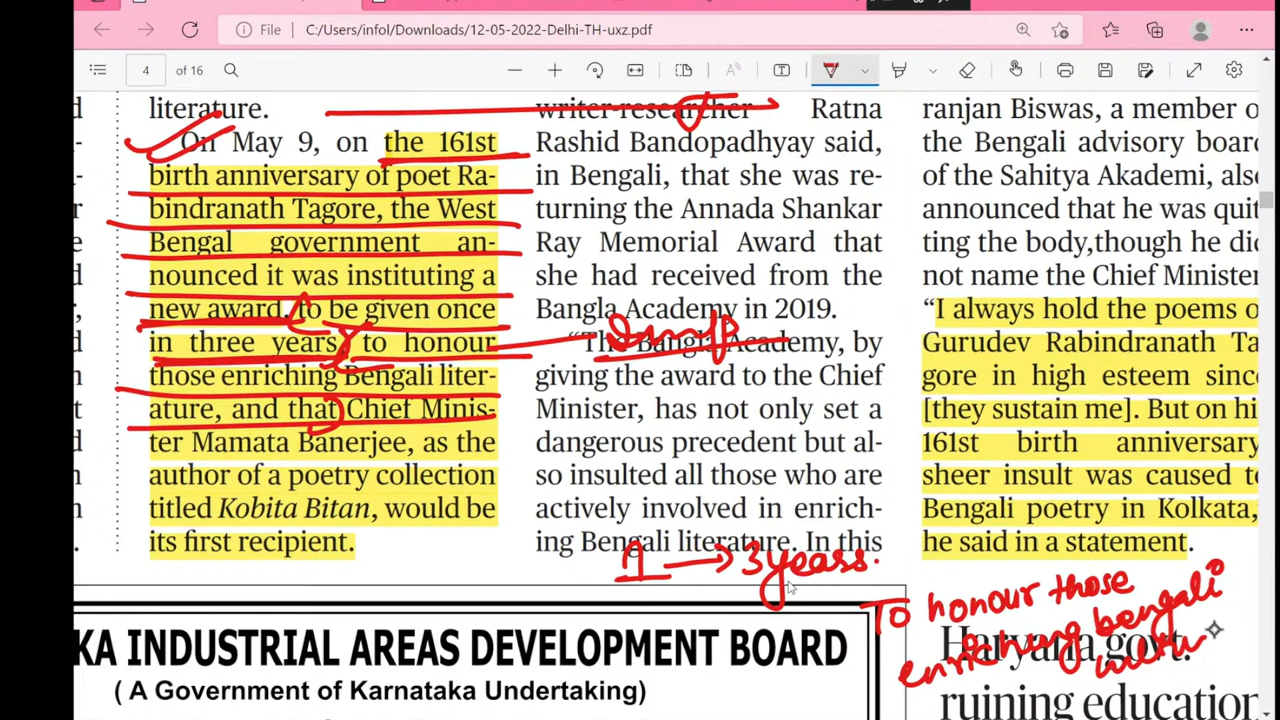 File C:/Users/infol/Downloads/12-05-2022-Delhi-TH-uxz.pdf
4 of 16
literature.
On May 9, on the 161st
birth anniversary of poet Ra-
bindranath Tagore, the West
Bengal government an-
nounced it was instituting a
new award, to be given once
in three years, to honour
those enriching Bengali liter-
ature, and that Chief Minis-
ter Mamata Banerjee, as the
author of a poetry collection
titled Kobita Bitan, would be
its first recipient.
writer-researcher Ratna
Rashid Bandopadhyay said,
in Bengali, that she was re-
turning the Annada Shankar
Ray Memorial Award that
she had received from the
Bangla Academy in 2019.
“The Bangla Academy, by
giving the award to the Chief
Minister, has not only set a
dangerous precedent but al-
so insulted all those who are
actively involved in enrich-
ing Bengali literature. In this
1 → 3 years.
ranjan Biswas, a member o
the Bengali advisory board
of the Sahitya Akademi, also
announced that he was quit
ting the body,though he did
not name the Chief Minister
“I always hold the poems o
Gurudev Rabindranath Ta
gore in high esteem since
[they sustain me]. But on hi
161st birth anniversary
sheer insult was caused to
Bengali poetry in Kolkata,
he said in a statement.
To honour those
enriching bengali
Haryana govt.
ruining education
KA INDUSTRIAL AREAS DEVELOPMENT BOARD
( A Government of Karnataka Undertaking)